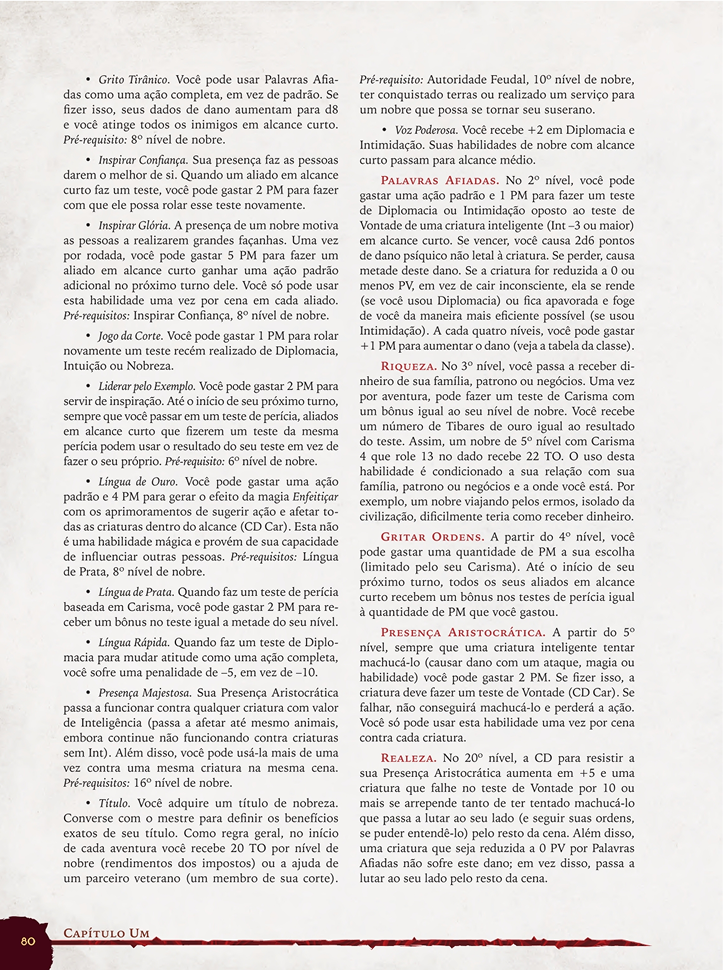 • Grito Tirânico. Você pode usar Palavras Afia-
das como uma ação completa, em vez de padrão. Se
fizer isso, seus dados de dano aumentam para d8
e você atinge todos os inimigos em alcance curto.
Pré-requisito: 8º nível de nobre.
• Inspirar Confiança. Sua presença faz as pessoas
darem o melhor de si. Quando um aliado em alcance
curto faz um teste, você pode gastar 2 PM para fazer
com que ele possa rolar esse teste novamente.
• Inspirar Glória. A presença de um nobre motiva
as pessoas a realizarem grandes façanhas. Uma vez
por rodada, você pode gastar 5 PM para fazer um
aliado em alcance curto ganhar uma ação padrão
adicional no próximo turno dele. Você só pode usar
esta habilidade uma vez por cena em cada aliado.
Pré-requisitos: Inspirar Confiança, 8º nível de nobre.
• Jogo da Corte. Você pode gastar 1 PM para rolar
novamente um teste recém realizado de Diplomacia,
Intuição ou Nobreza.
• Liderar pelo Exemplo. Você pode gastar 2 PM para
servir de inspiração. Até o início de seu próximo turno,
sempre que você passar em um teste de perícia, aliados
em alcance curto que fizerem um teste da mesma
perícia podem usar o resultado do seu teste em vez de
fazer o seu próprio. Pré-requisito: 6º nível de nobre.
• Língua de Ouro. Você pode gastar uma ação
padrão e 4 PM para gerar o efeito da magia Enfeitiçar
com os aprimoramentos de sugerir ação e afetar to-
das as criaturas dentro do alcance (CD Car). Esta não
é uma habilidade mágica e provém de sua capacidade
de influenciar outras pessoas. Pré-requisitos: Língua
de Prata, 8º nível de nobre.
• Língua de Prata. Quando faz um teste de perícia
baseada em Carisma, você pode gastar 2 PM para re-
ceber um bônus no teste igual a metade do seu nível.
• Língua Rápida. Quando faz um teste de Diplo-
macia para mudar atitude como uma ação completa,
você sofre uma penalidade de –5, em vez de –10.
• Presença Majestosa. Sua Presença Aristocrática
passa a funcionar contra qualquer criatura com valor
de Inteligência (passa a afetar até mesmo animais,
embora continue não funcionando contra criaturas
sem Int). Além disso, você pode usá-la mais de uma
vez contra uma mesma criatura na mesma cena.
Pré-requisitos: 16º nível de nobre.
• Título. Você adquire um título de nobreza.
Converse com o mestre para definir os benefícios
exatos de seu título. Como regra geral, no início
de cada aventura você recebe 20 TO por nível de
nobre (rendimentos dos impostos) ou a ajuda de
um parceiro veterano (um membro de sua corte).
Pré-requisito: Autoridade Feudal, 10º nível de nobre,
ter conquistado terras ou realizado um serviço para
um nobre que possa se tornar seu suserano.
• Voz Poderosa. Você recebe +2 em Diplomacia e
Intimidação. Suas habilidades de nobre com alcance
curto passam para alcance médio.
Palavras Afiadas. No 2º nível, você pode
gastar uma ação padrão e 1 PM para fazer um teste
de Diplomacia ou Intimidação oposto ao teste de
Vontade de uma criatura inteligente (Int –3 ou maior)
em alcance curto. Se vencer, você causa 2d6 pontos
de dano psíquico não letal à criatura. Se perder, causa
metade deste dano. Se a criatura for reduzida a 0 ou
menos PV, em vez de cair inconsciente, ela se rende
(se você usou Diplomacia) ou fica apavorada e foge
de você da maneira mais eficiente possível (se usou
Intimidação). A cada quatro níveis, você pode gastar
+1 PM para aumentar o dano (veja a tabela da classe).
Riqueza. No 3º nível, você passa a receber di-
nheiro de sua família, patrono ou negócios. Uma vez
por aventura, pode fazer um teste de Carisma com
um bônus igual ao seu nível de nobre. Você recebe
um número de Tibares de ouro igual ao resultado
do teste. Assim, um nobre de 5º nível com Carisma
4 que role 13 no dado recebe 22 TO. O uso desta
habilidade é condicionado a sua relação com sua
família, patrono ou negócios e a onde você está. Por
exemplo, um nobre viajando pelos ermos, isolado da
civilização, dificilmente teria como receber dinheiro.
Gritar Ordens. A partir do 4º nível, você
pode gastar uma quantidade de PM a sua escolha
(limitado pelo seu Carisma). Até o início de seu
próximo turno, todos os seus aliados em alcance
curto recebem um bônus nos testes de perícia igual
à quantidade de PM que você gastou.
Presença Aristocrática. A partir do 5º
nível, sempre que uma criatura inteligente tentar
machucá-lo (causar dano com um ataque, magia ou
habilidade) você pode gastar 2 PM. Se fizer isso, a
criatura deve fazer um teste de Vontade (CD Car). Se
falhar, não conseguirá machucá-lo e perderá a ação.
Você só pode usar esta habilidade uma vez por cena
contra cada criatura.
Realeza. No 20º nível, a CD para resistir a
sua Presença Aristocrática aumenta em +5 e uma
criatura que falhe no teste de Vontade por 10 ou
mais se arrepende tanto de ter tentado machucá-lo
que passa a lutar ao seu lado (e seguir suas ordens,
se puder entendê-lo) pelo resto da cena. Além disso,
uma criatura que seja reduzida a 0 PV por Palavras
Afiadas não sofre este dano; em vez disso, passa a
lutar ao seu lado pelo resto da cena.
80
Capítulo Um